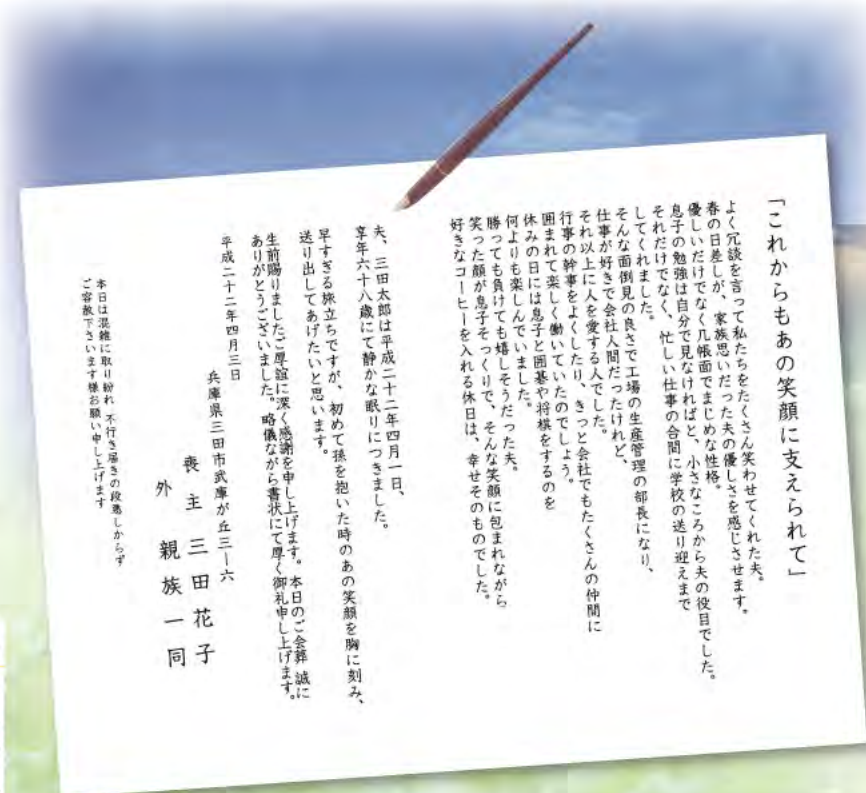 「これからもあの笑顔に支えられて」
よく冗談を言って私たちをたくさん笑わせてくれた夫。
春の日差しが、家族思いだった夫の優しさを感じさせます。
優しいだけでなく几帳面でまじめな性格。
息子の勉強は自分で見なければと、小さなころから夫の役目でした。
それだけでなく、忙しい仕事の合間に学校の送り迎えまで
してくれました。
そんな面倒見の良さで工場の生産管理の部長になり、
仕事が好きで会社人間だったけれど、
それ以上に人を愛する人でした。
行事の幹事をよくしたり、きっと会社でもたくさんの仲間に
囲まれて楽しく働いていたのでしょう。
休みの日には息子と囲碁や将棋をするのを
何よりも楽しんでいました。
勝っても負けても嬉しそうだった夫。
笑った顔が息子そっくりで、そんな笑顔に包まれながら
好きなコーヒーを入れる休日は、幸せそのものでした。
夫、三田太郎は平成二十二年四月一日、
享年六十八歳にて静かな眠りにつきました。
早すぎる旅立ちですが、初めて孫を抱いた時のあの笑顔を胸に刻み、
送り出してあげたいと思います。
生前賜りましたご厚誼に深く感謝を申し上げます。本日のご会葬 誠に
ありがとうございました。略儀ながら書状にて厚く御礼申し上げます。
平成二十二年四月三日
兵庫県三田市武庫が丘三―六
喪主 三田花子
外 親族一同
本日は混雑に取り紛れ 不行き届きの段悪しからず
ご容赦下さいます様お願い申し上げます